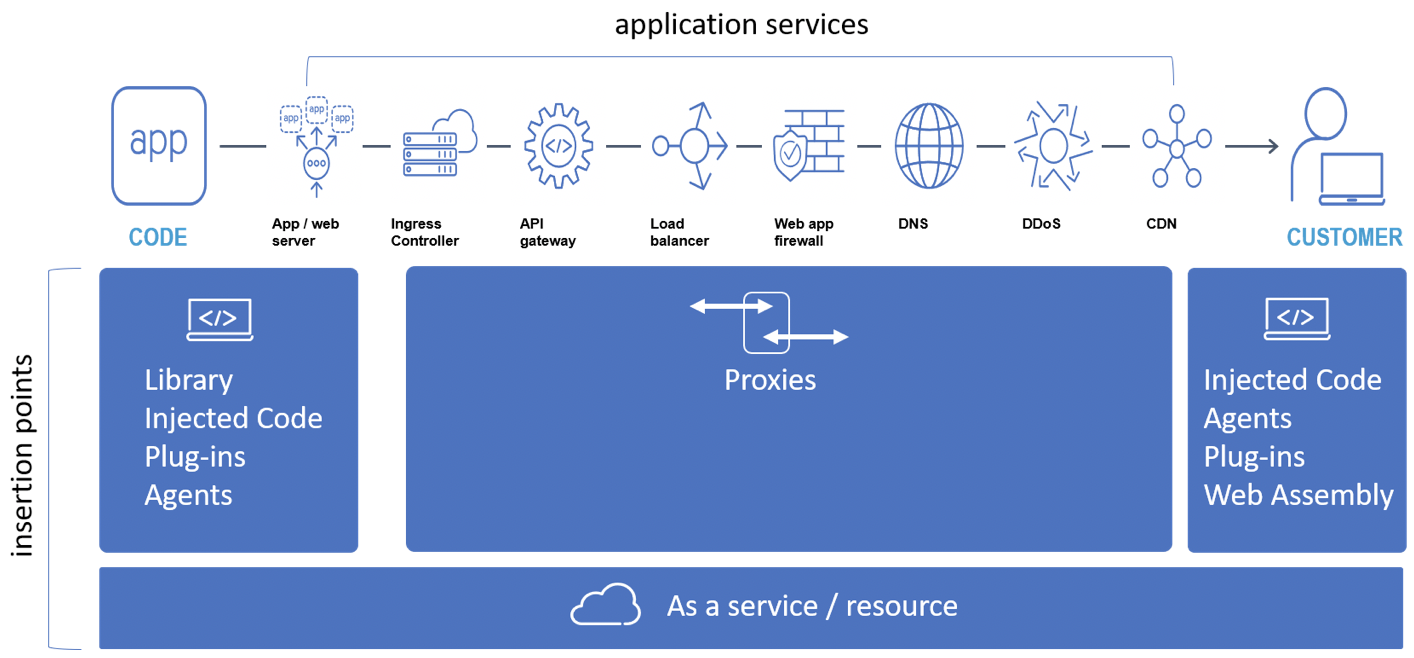 application services
app
app
app
app
</>
CODE
App / web
server
Ingress
Controller
API
gateway
Load
balancer
Web app
firewall
DNS
DDoS
CDN
CUSTOMER
insertion points
</>
Library
Injected Code
Plug-ins
Agents
Proxies
</>
Injected Code
Agents
Plug-ins
Web Assembly
As a service / resource